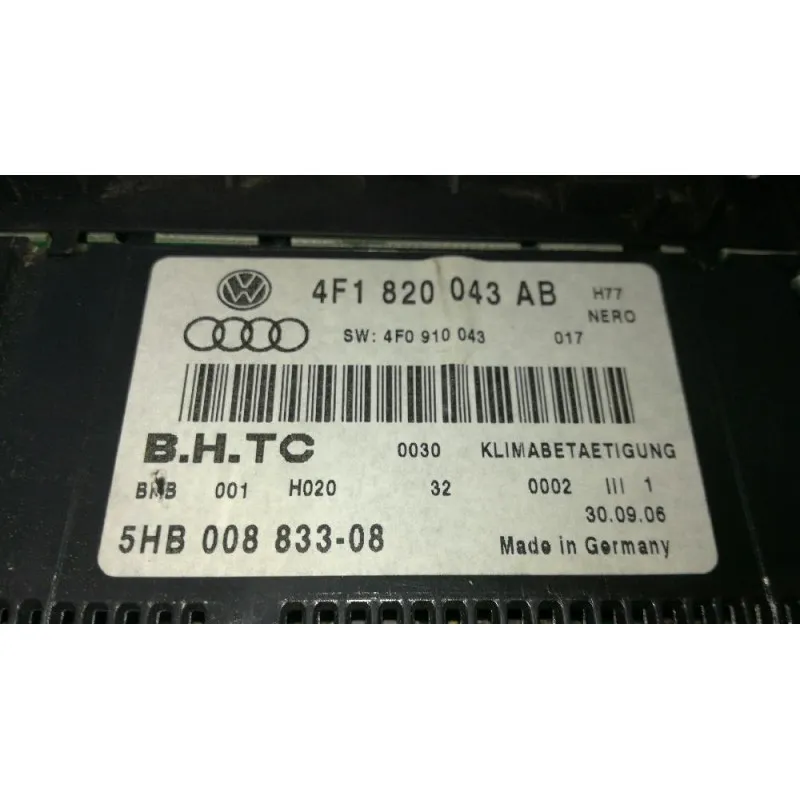 4F1 820 043 AB H77
NERO
SW: 4F0 910 043 017
B.H.TC 0030 KLIMABETAETIGUNG
001 H020 32 0002 III 1
30.09.06
5HB 008 833-08 Made in Germany